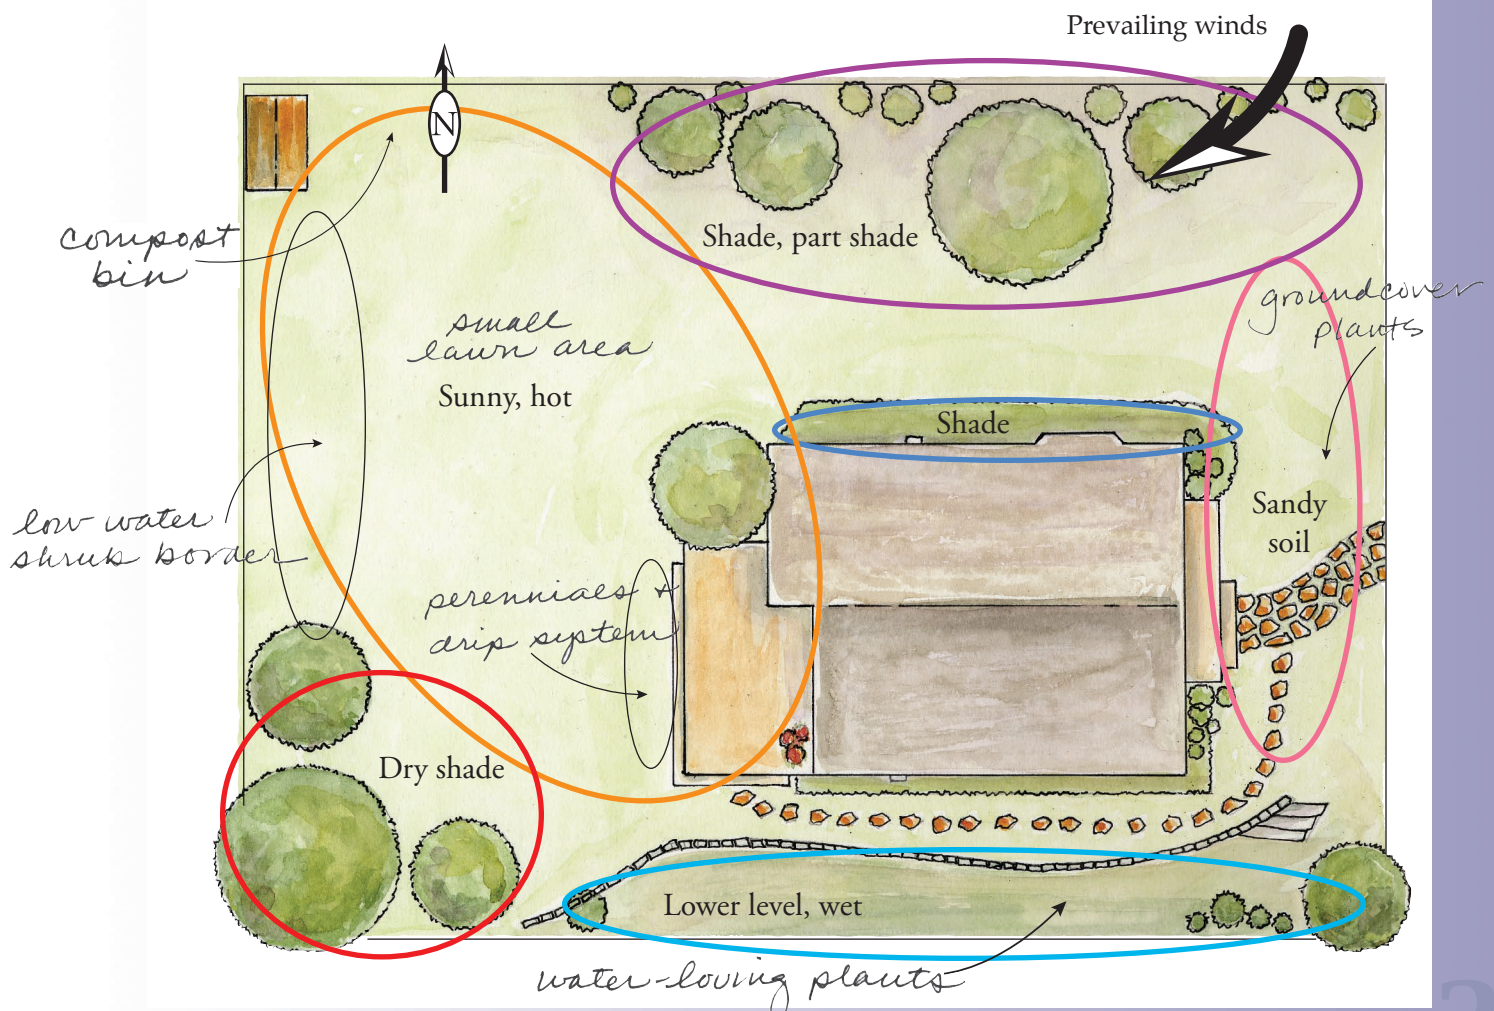 Prevailing winds
N
compost
bin
Shade, part shade
groundcover
plants
small
lawn area
Sunny, hot
Shade
Sandy
soil
low water
shrub border
perennials +
drip system
Dry shade
Lower level, wet
water-loving plants